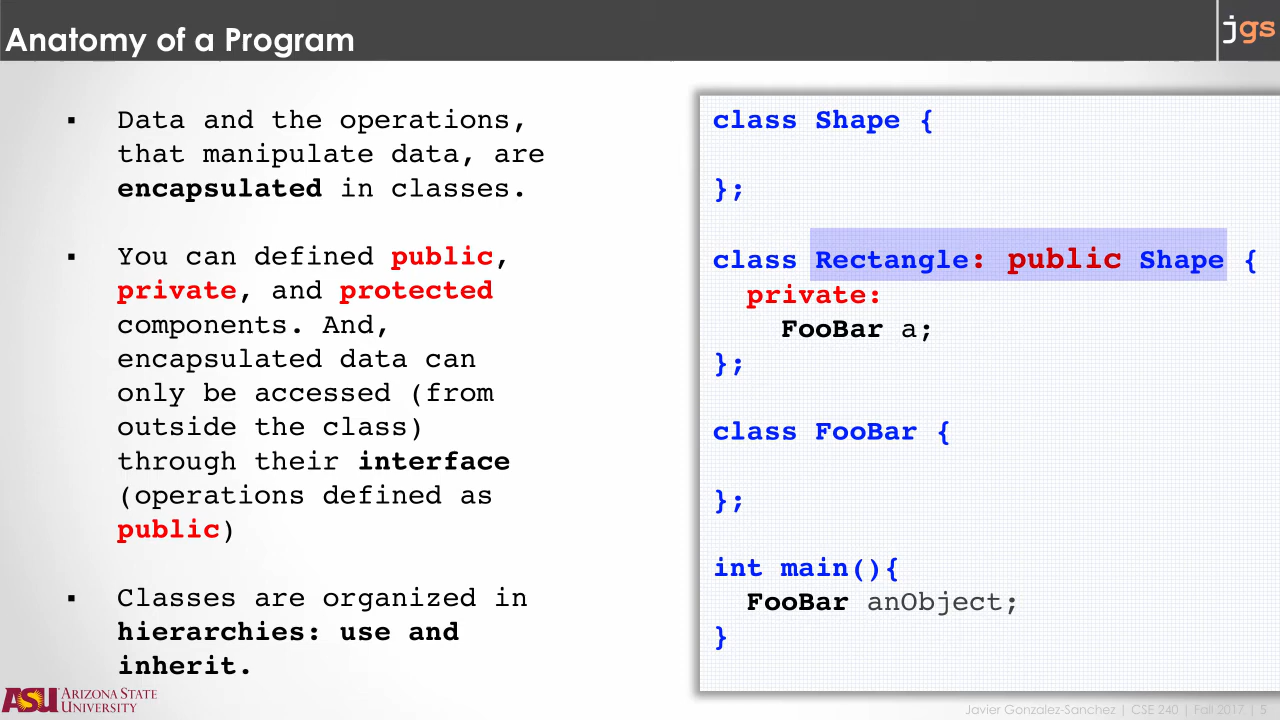 Anatomy of a Program
jgs
▪ Data and the operations,
that manipulate data, are
encapsulated in classes.
▪ You can defined public,
private, and protected
components. And,
encapsulated data can
only be accessed (from
outside the class)
through their interface
(operations defined as
public)
▪ Classes are organized in
hierarchies: use and
inherit.
class Shape {
};
class Rectangle: public Shape {
private:
FooBar a;
};
class FooBar {
};
int main(){
FooBar anObject;
}
ASU ARIZONA STATE
UNIVERSITY
Javier Gonzalez-Sanchez | CSE 240 | Fall 2017 | 5